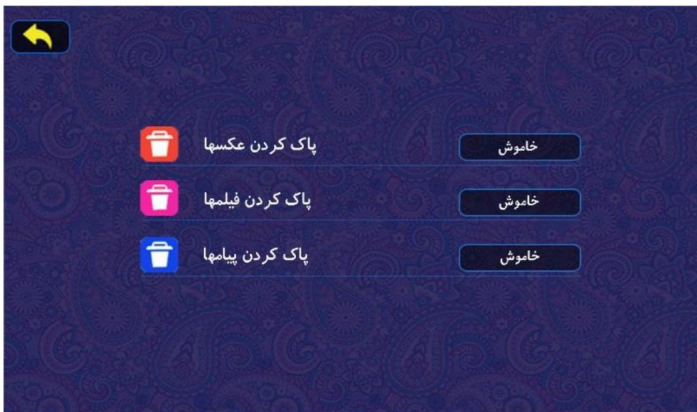 پاک کردن عکسها
خاموش
پاک کردن فیلمها
خاموش
پاک کردن پیامها
خاموش